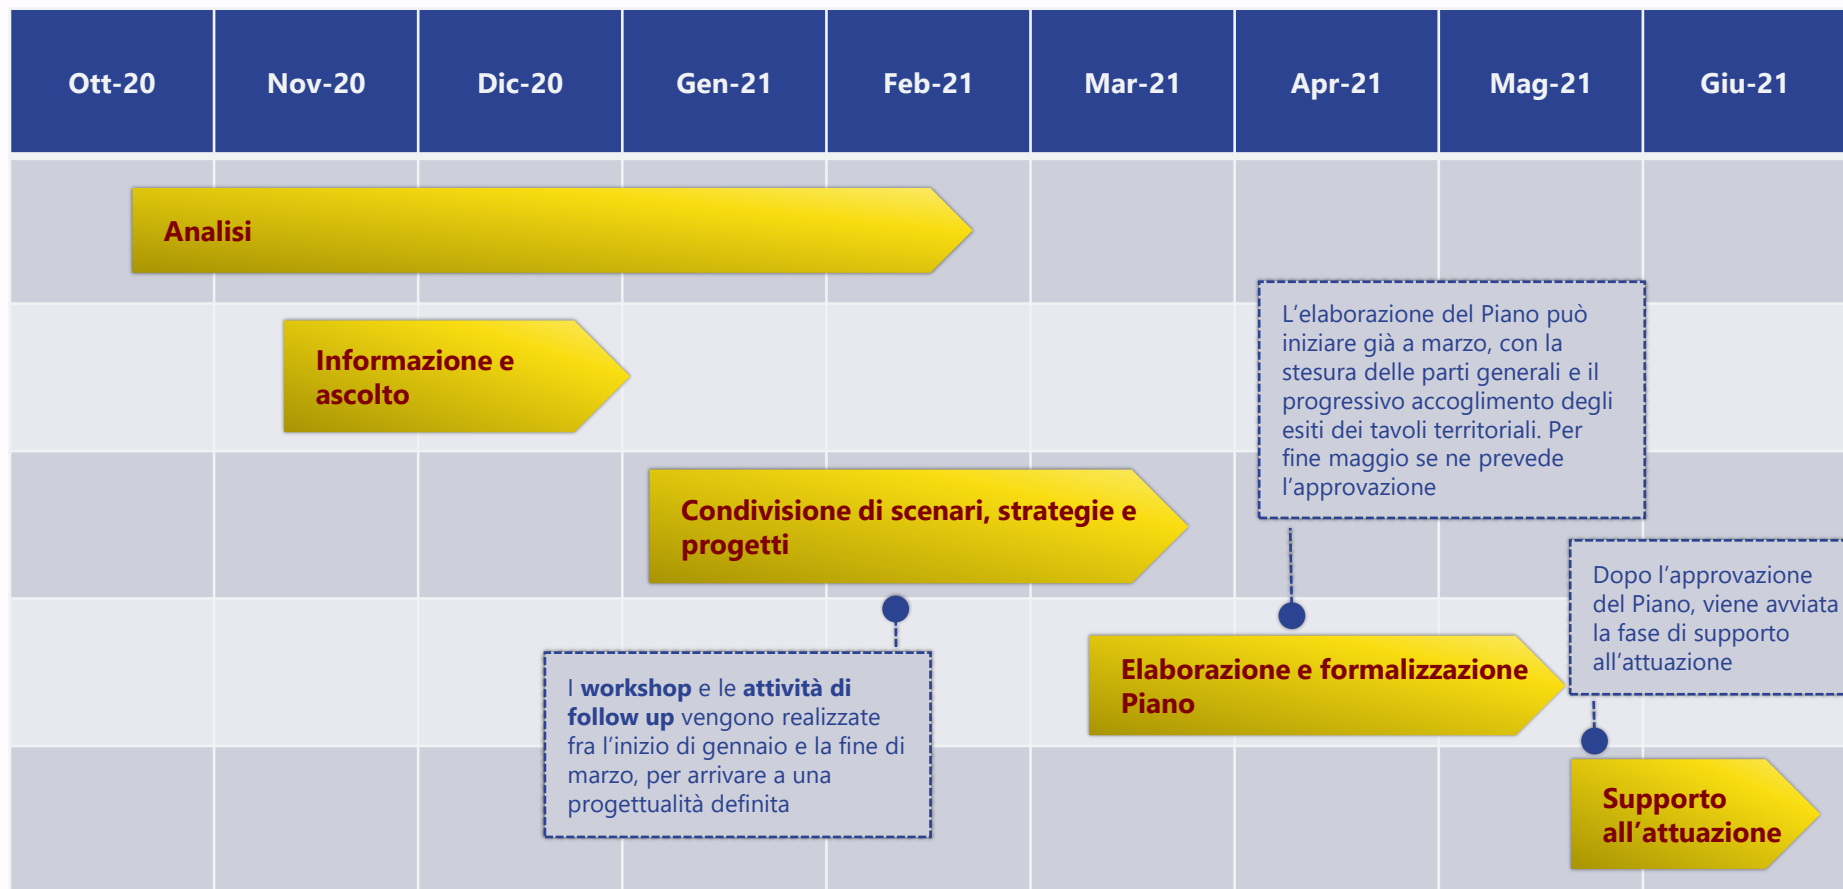 Ott-20 Nov-20 Dic-20 Gen-21 Feb-21 Mar-21 Apr-21 Mag-21 Giu-21
Analisi
Informazione e
ascolto
L'elaborazione del Piano può
iniziare già a marzo, con la
stesura delle parti generali e il
progressivo accoglimento degli
esiti dei tavoli territoriali. Per
fine maggio se ne prevede
l'approvazione
Condivisione di scenari, strategie e
progetti
Dopo l'approvazione
del Piano, viene avviata
la fase di supporto
all'attuazione
I workshop e le attività di
follow up vengono realizzate
fra l'inizio di gennaio e la fine di
marzo, per arrivare a una
progettualità definita
Elaborazione e formalizzazione
Piano
Supporto
all'attuazione